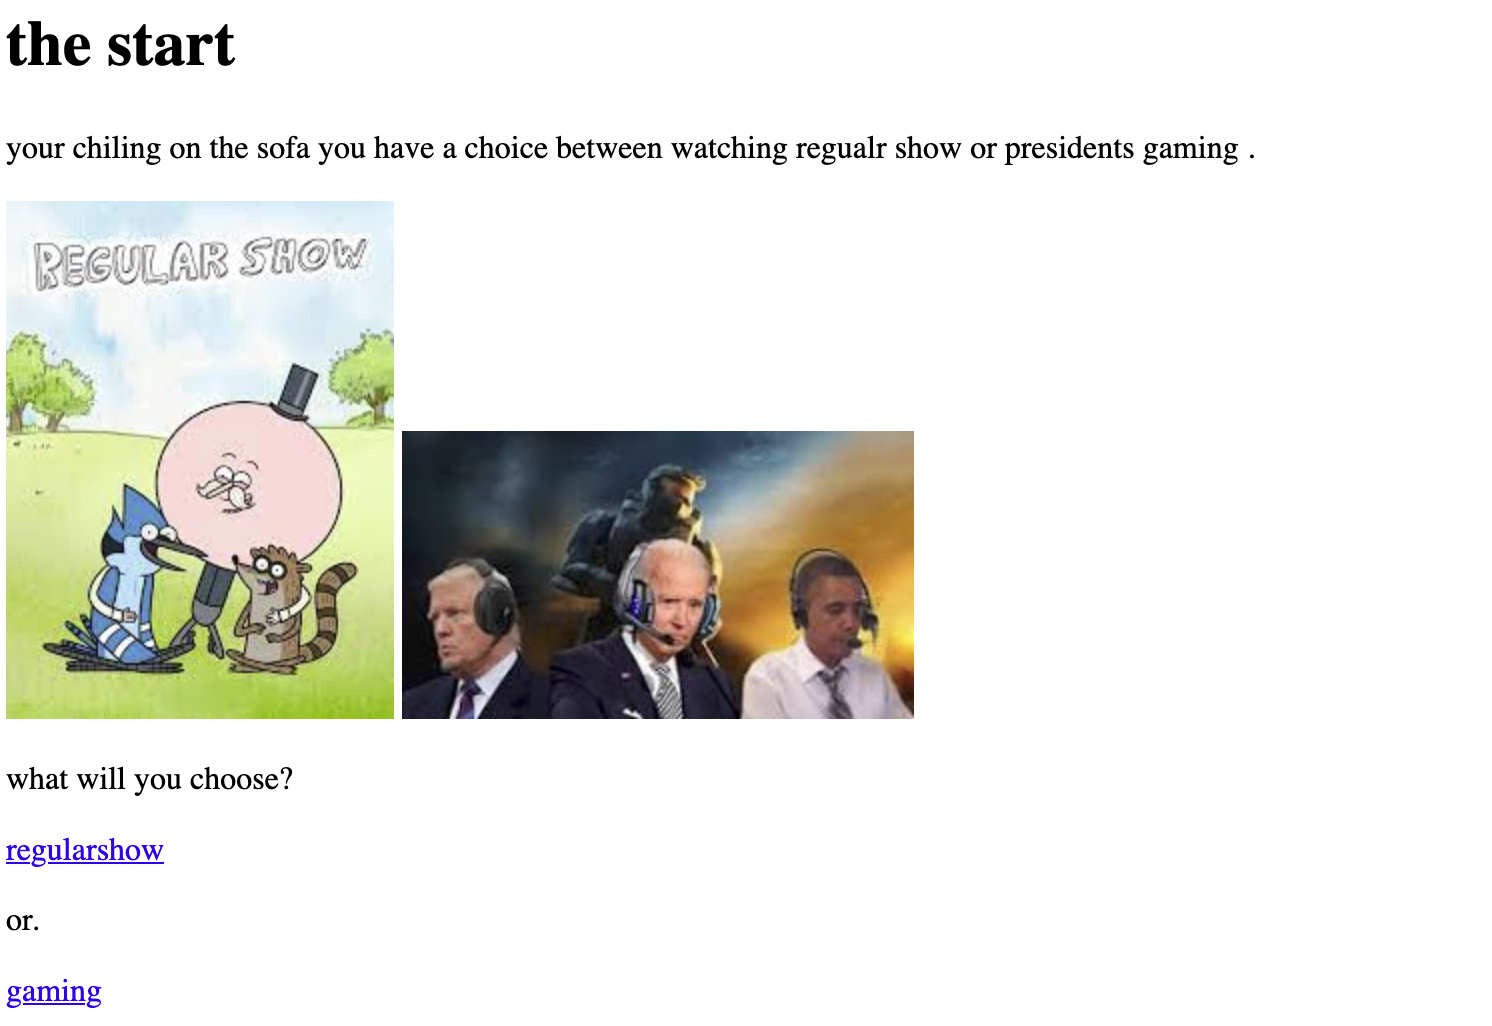 the start
your chiling on the sofa you have a choice between watching regualr show or presidents gaming .
REGULAR SHOW
what will you choose?
regularshow
or.
gaming